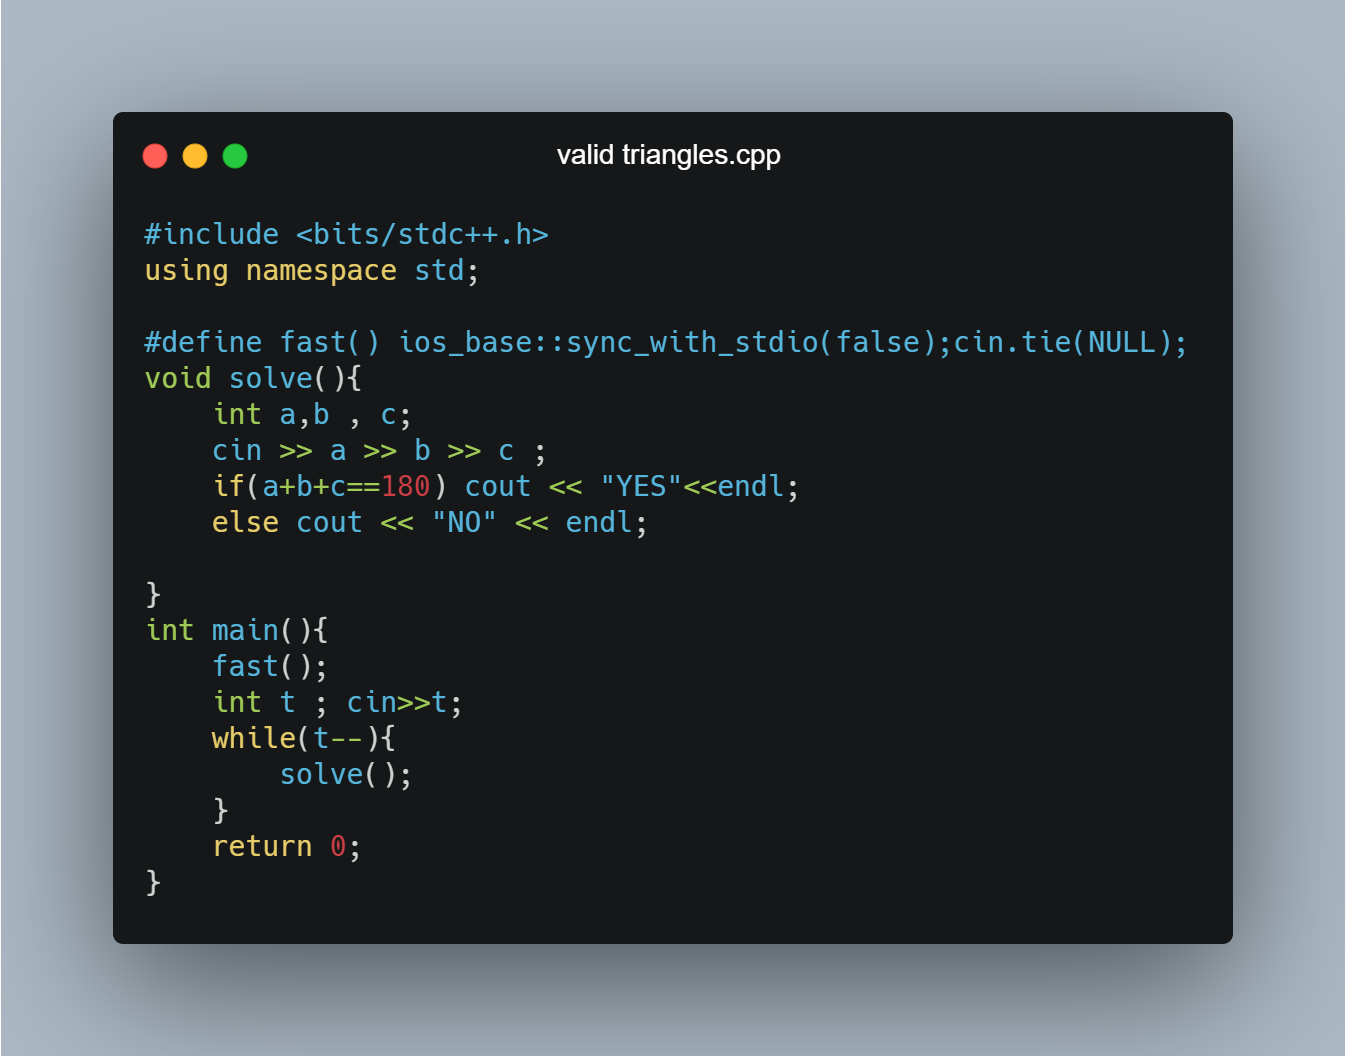 valid triangles.cpp
#include <bits/stdc++.h>
using namespace std;
#define fast() ios_base::sync_with_stdio(false);cin.tie(NULL);
void solve(){
    int a,b , c;
    cin >> a >> b >> c ;
    if(a+b+c==180) cout << "YES"<<endl;
    else cout << "NO" << endl;
}
int main(){
    fast();
    int t ; cin>>t;
    while(t--){
        solve();
    }
    return 0;
}